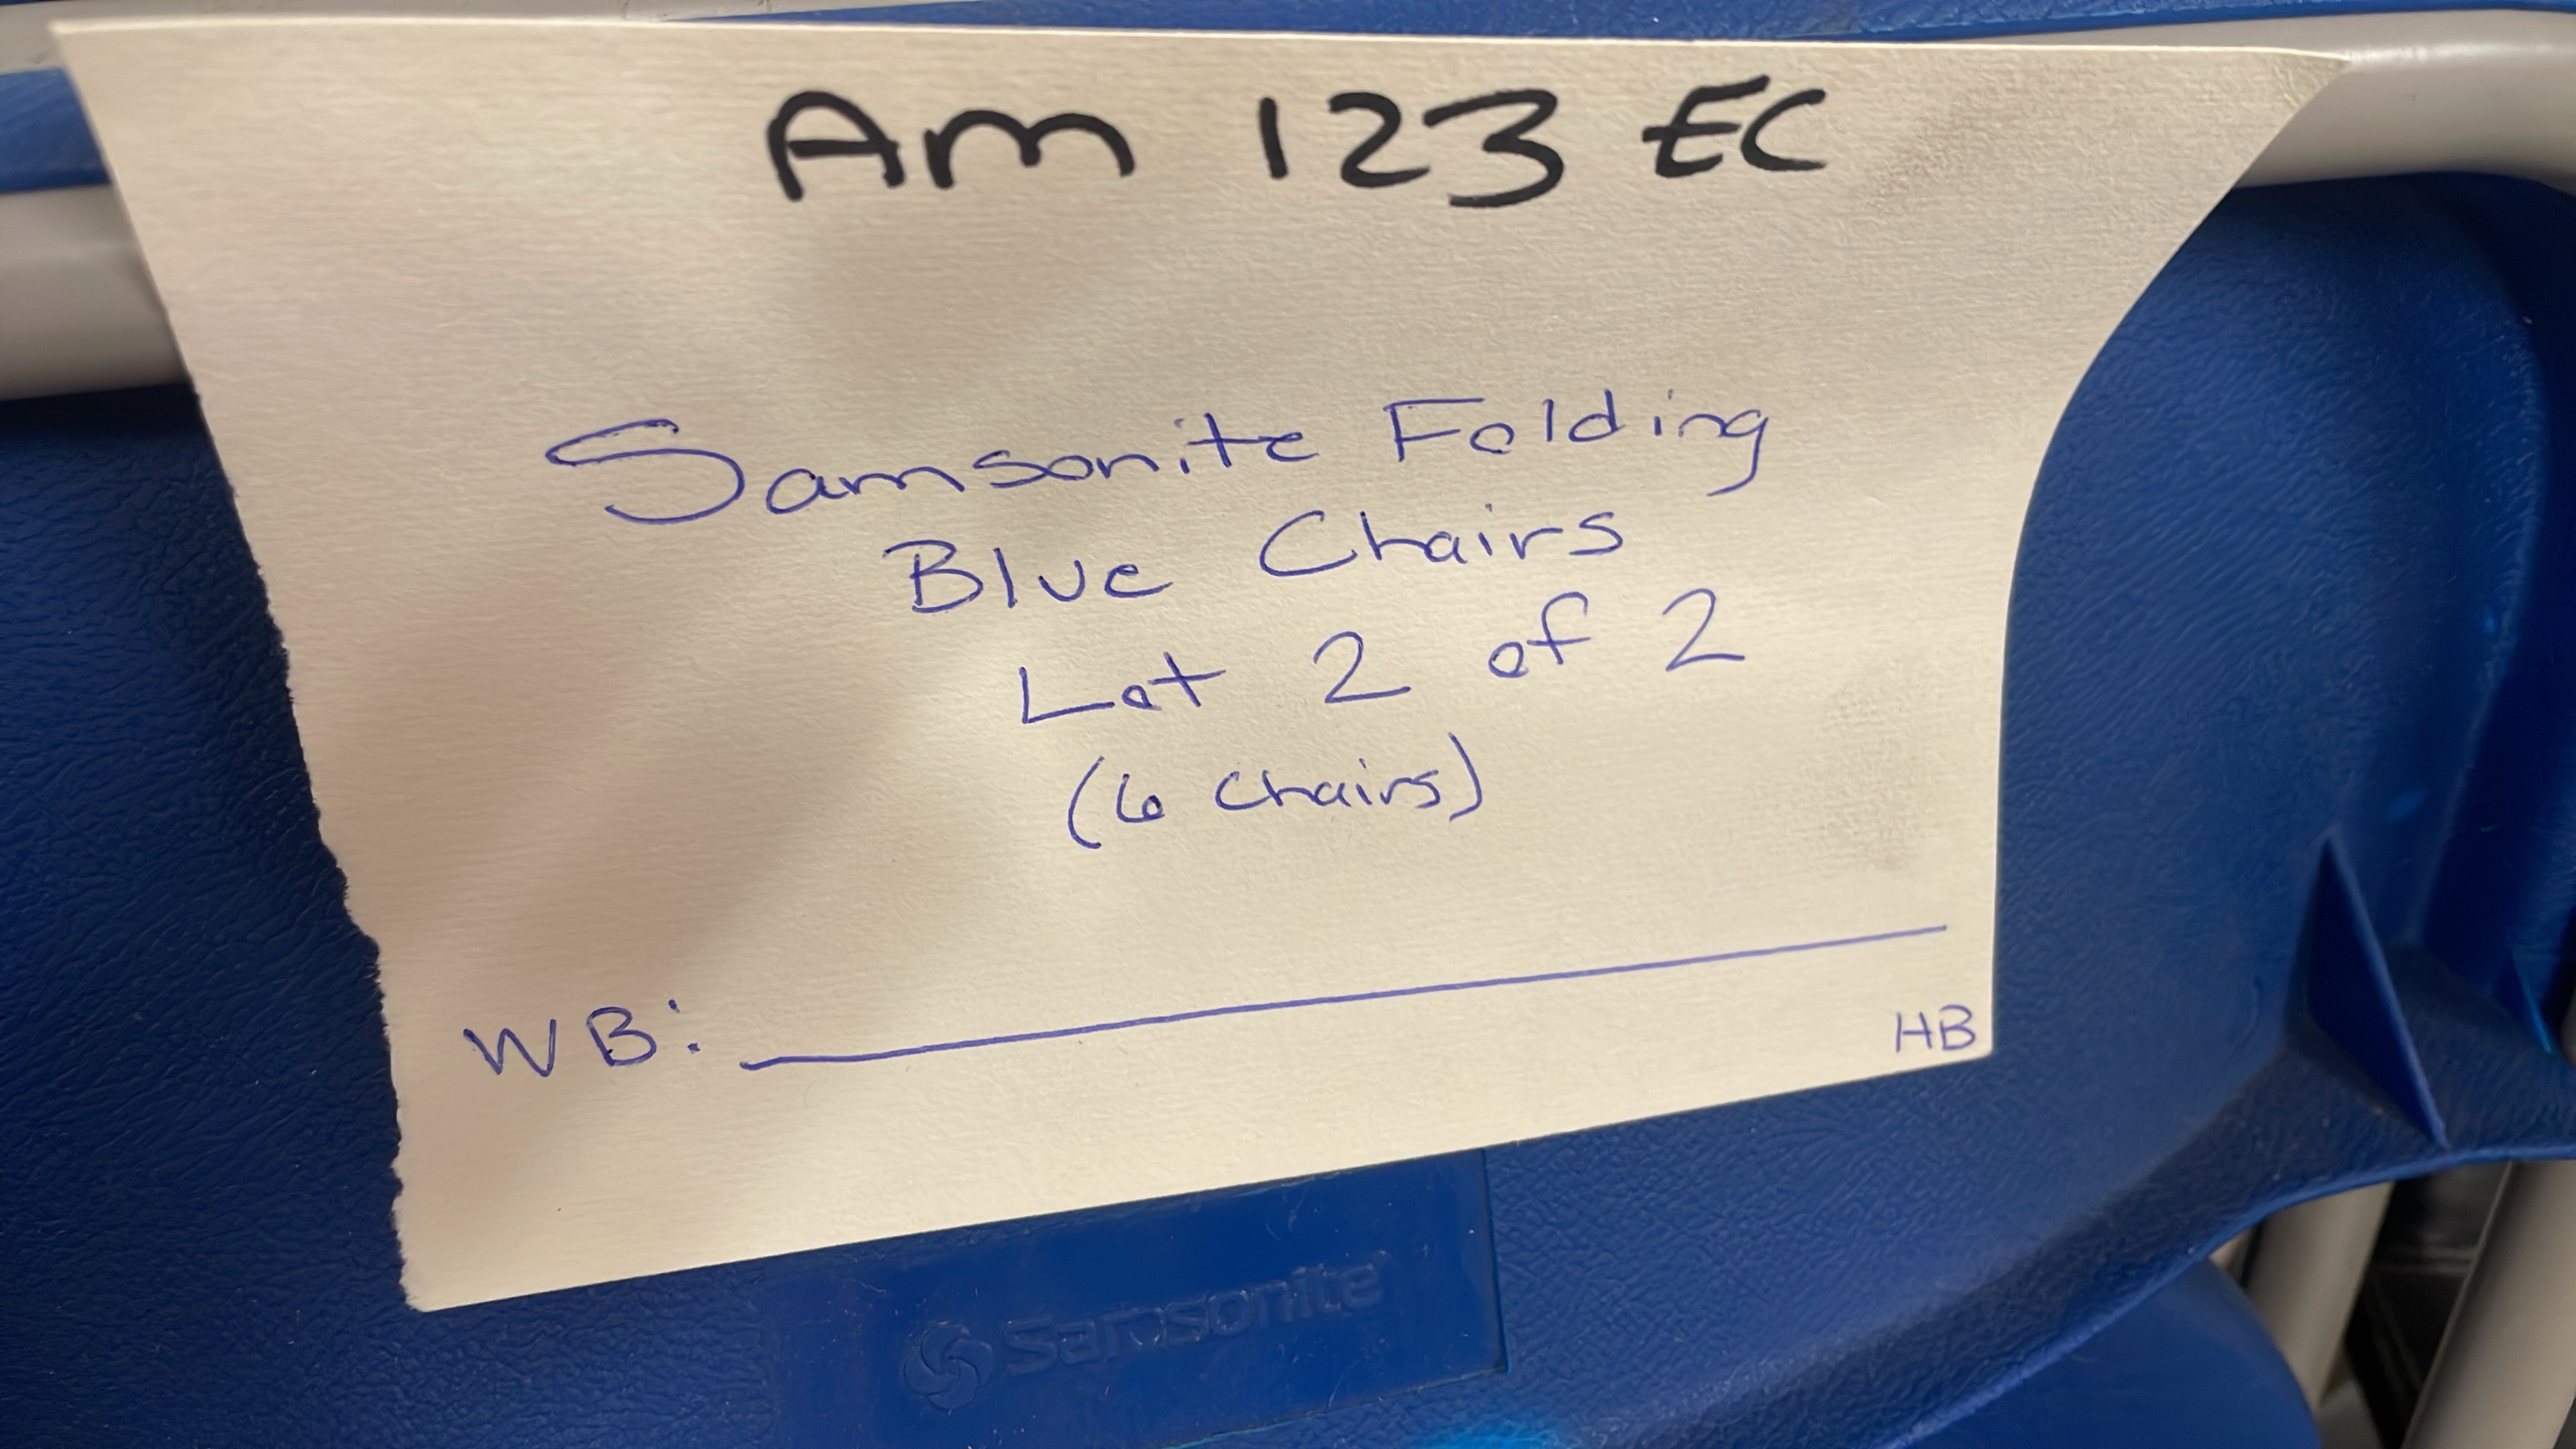 Am 123 EC
Samsonite Folding
Blue Chairs
Lot 2 of 2
(6 Chairs)
WB:
HB
Samsonite